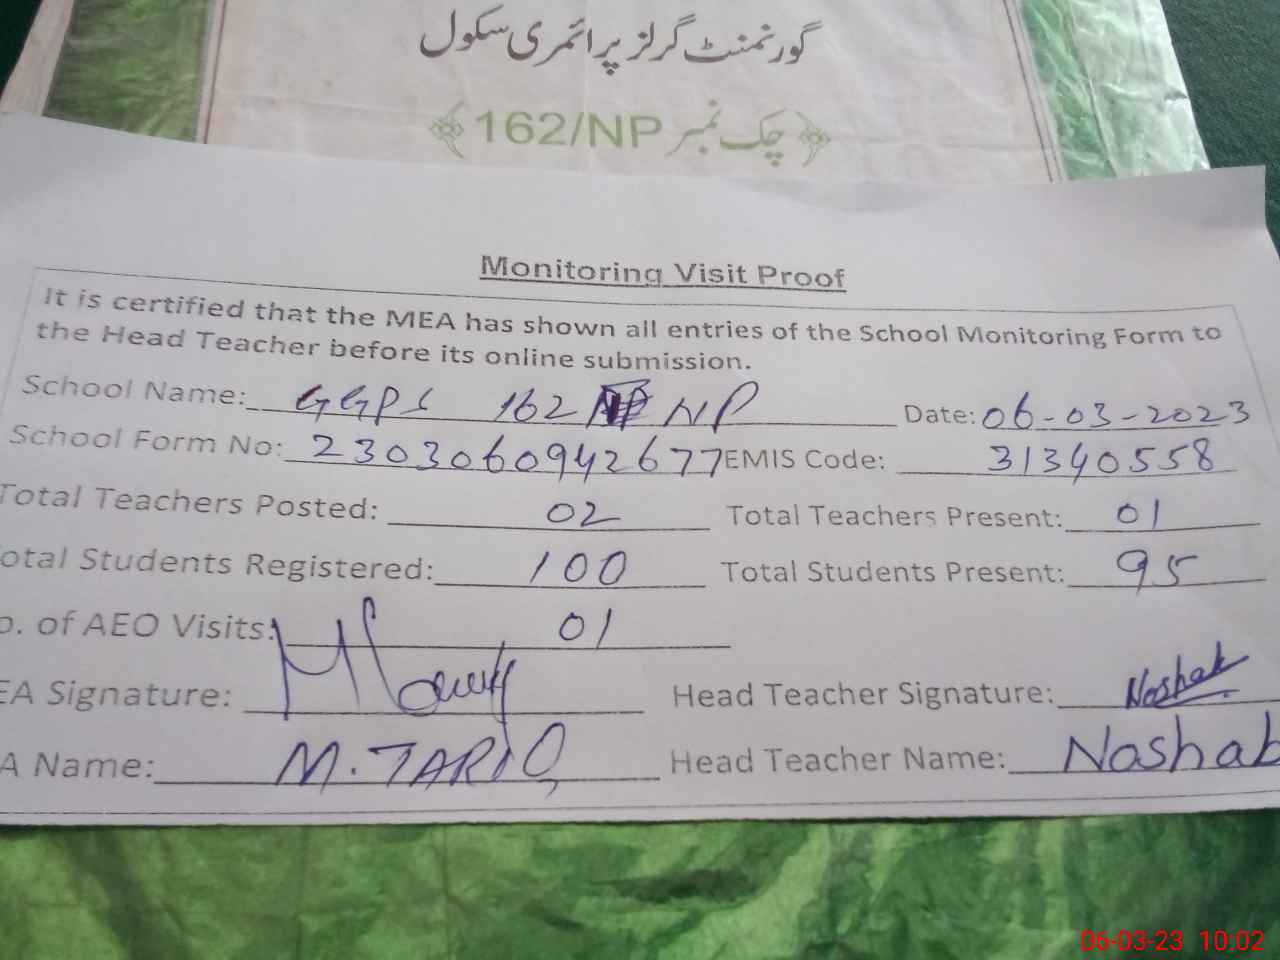 گورنمنٹ گرلز پرائمری سکول
چک نمبر 162/NP
Monitoring Visit Proof
It is certified that the MEA has shown all entries of the School Monitoring Form to
the Head Teacher before its online submission.
School Name: GGPS 162 NP Date: 06-03-2023
School Form No: 2303060942677 EMIS Code: 31340558
Total Teachers Posted: 02 Total Teachers Present: 01
otal Students Registered: 100 Total Students Present: 95
o. of AEO Visits: 01
EA Signature: Head Teacher Signature: Noshab
A Name: M. TARIQ Head Teacher Name: Noshab
06-03-23 10:02